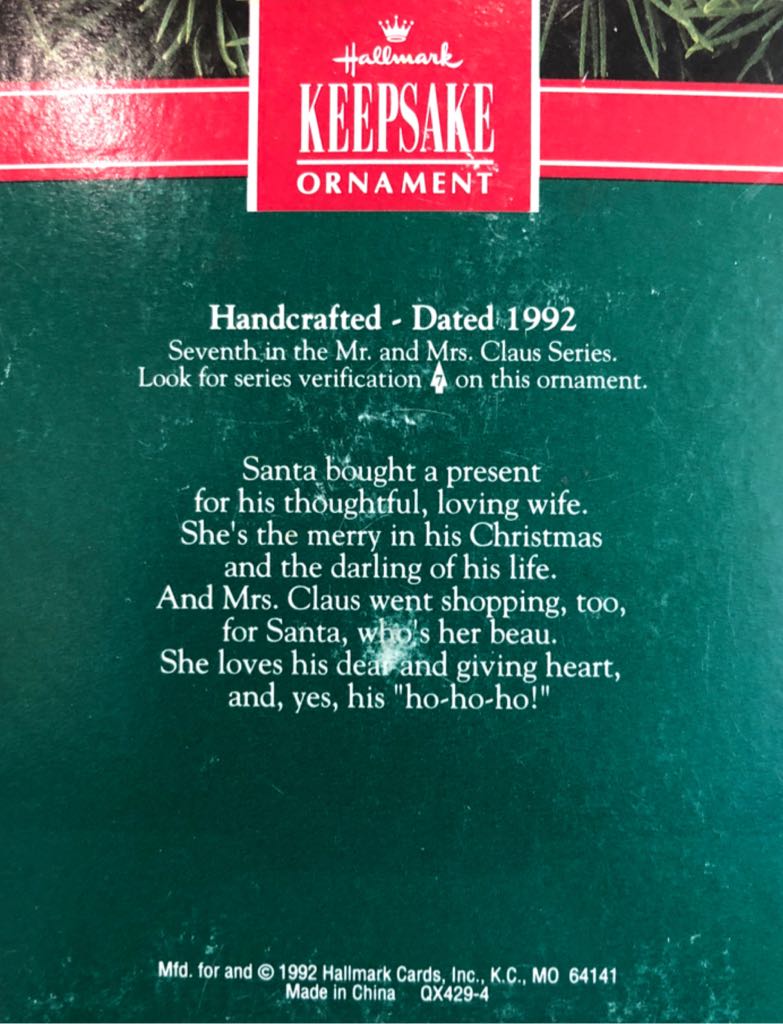 Hallmark
KEEPSAKE
ORNAMENT
Handcrafted - Dated 1992
Seventh in the Mr. and Mrs. Claus Series.
Look for series verification 7 on this ornament.
Santa bought a present
for his thoughtful, loving wife.
She's the merry in his Christmas
and the darling of his life.
And Mrs. Claus went shopping, too,
for Santa, who's her beau.
She loves his dear and giving heart,
and, yes, his "ho-ho-ho!"
Mfd. for and © 1992 Hallmark Cards, Inc., K.C., MO 64141
Made in China QX429-4